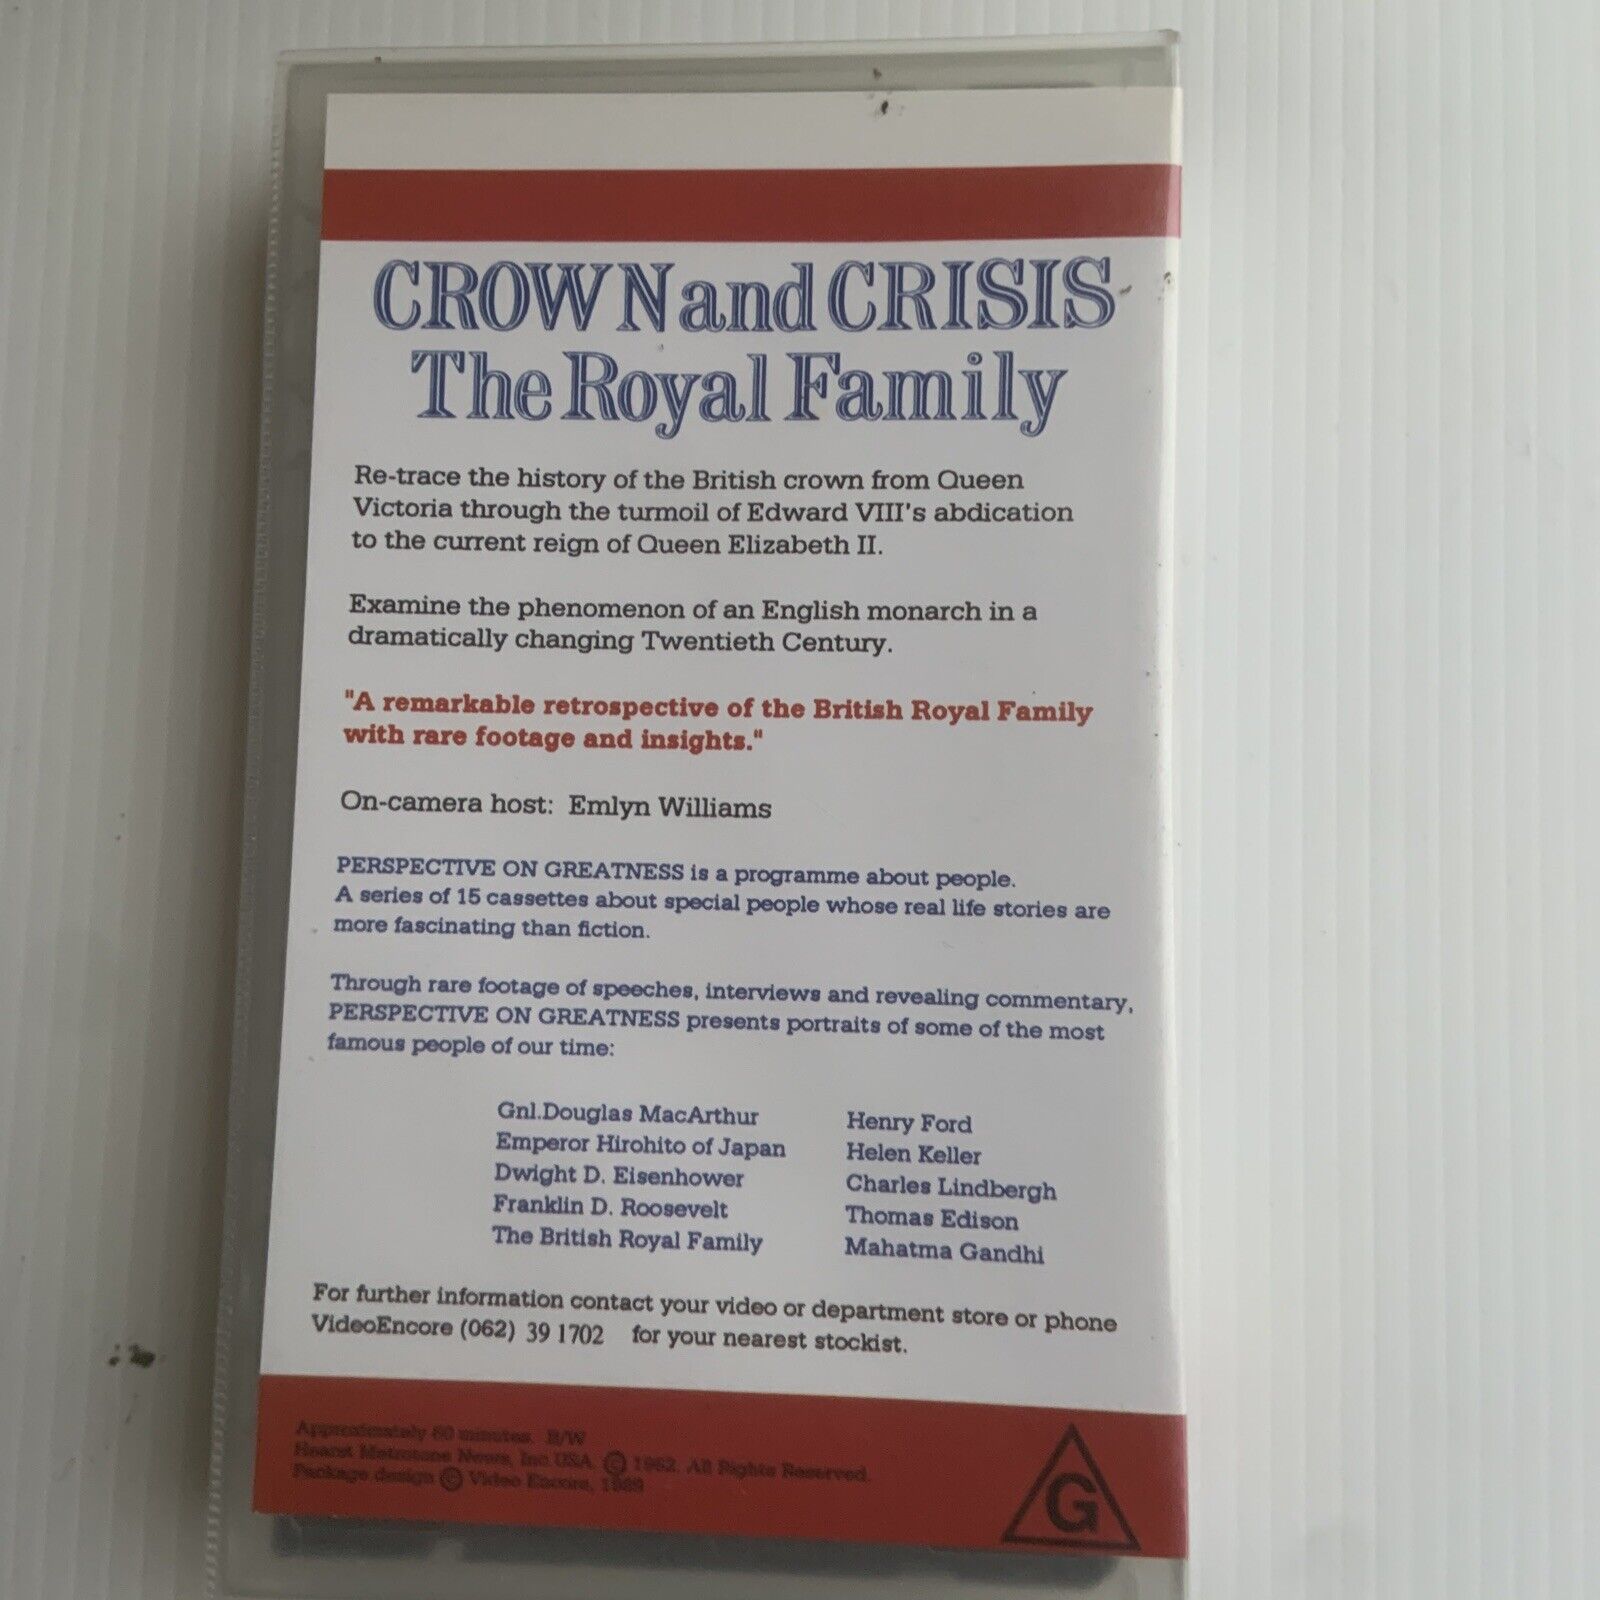 CROWN and CRISIS
The Royal Family
Re-trace the history of the British crown from Queen
Victoria through the turmoil of Edward VIII's abdication
to the current reign of Queen Elizabeth II.
Examine the phenomenon of an English monarch in a
dramatically changing Twentieth Century.
"A remarkable retrospective of the British Royal Family
with rare footage and insights."
On-camera host: Emlyn Williams
PERSPECTIVE ON GREATNESS is a programme about people.
A series of 15 cassettes about special people whose real life stories are
more fascinating than fiction.
Through rare footage of speeches, interviews and revealing commentary,
PERSPECTIVE ON GREATNESS presents portraits of some of the most
famous people of our time:
Gnl.Douglas MacArthur
Emperor Hirohito of Japan
Dwight D. Eisenhower
Franklin D. Roosevelt
The British Royal Family
Henry Ford
Helen Keller
Charles Lindbergh
Thomas Edison
Mahatma Gandhi
For further information contact your video or department store or phone
VideoEncore (062) 39 1702 for your nearest stockist.
Approximately 60 minutes. B/W
Hearst Metrotone News, Inc USA. © 1962. All Rights Reserved.
Package design © Video Encore, 1989
G